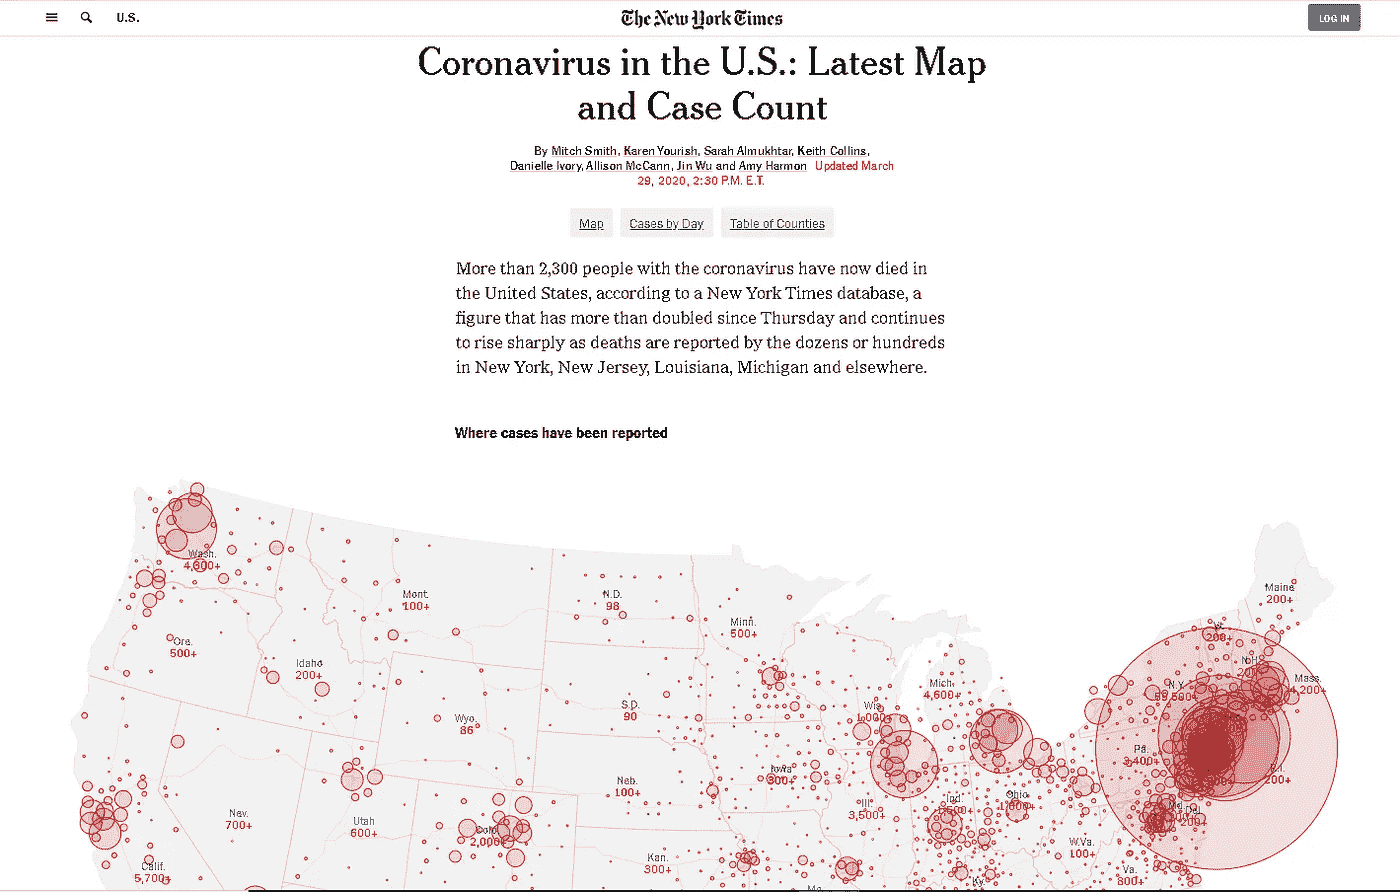 U.S.
The New York Times
LOG IN
Coronavirus in the U.S.: Latest Map
and Case Count
By Mitch Smith, Karen Yourish, Sarah Almukhtar, Keith Collins,
Danielle Ivory, Allison McCann, Jin Wu and Amy Harmon Updated March
29, 2020, 2:30 P.M. E.T.
Map
Cases by Day
Table of Counties
More than 2,300 people with the coronavirus have now died in
the United States, according to a New York Times database, a
figure that has more than doubled since Thursday and continues
to rise sharply as deaths are reported by the dozens or hundreds
in New York, New Jersey, Louisiana, Michigan and elsewhere.
Where cases have been reported
Wash.
4,600+
Mont.
100+
N.D.
98
Minn.
500+
Maine
200+
200+
Ore.
500+
Idaho
200+
N.H.
Mass.
4,200+
Mich.
4,600+
N.Y.
S.D.
90
Wis.
1,000+
Wyo.
86
Pa.
3,400+
Iowa
300+
200+
Neb.
100+
Ill.
3,500+
Ind.
1,500+
Ohio
1,600+
Nev.
700+
Utah
600+
Colo.
2,000+
Md.
Del.
200+
W.Va.
100+
Kan.
300+
Calif.
5,700+
Va.
800+
Ky.
Mo.